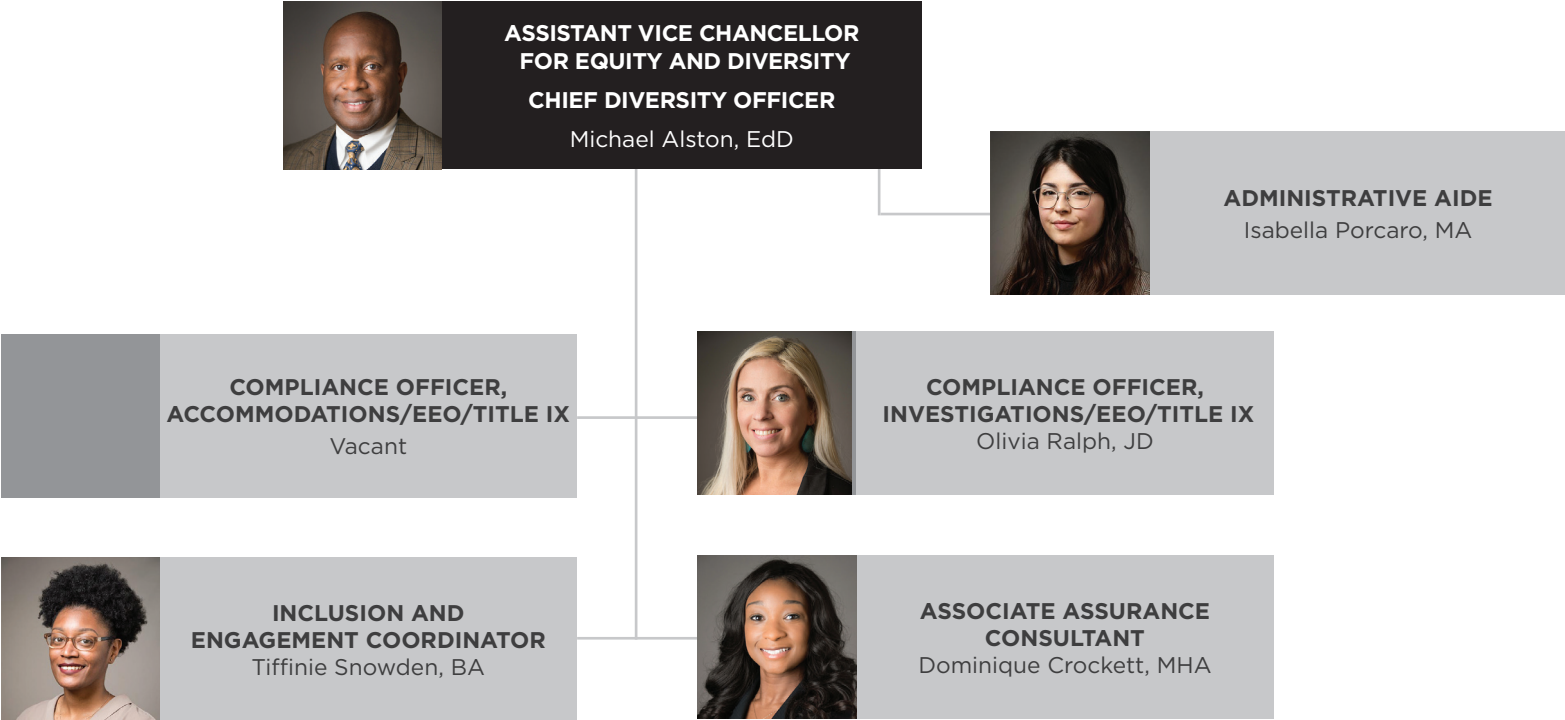 ASSISTANT VICE CHANCELLOR
FOR EQUITY AND DIVERSITY
CHIEF DIVERSITY OFFICER
Michael Alston, EdD
ADMINISTRATIVE AIDE
Isabella Porcaro, MA
COMPLIANCE OFFICER,
ACCOMMODATIONS/EEO/TITLE IX
Vacant
COMPLIANCE OFFICER,
INVESTIGATIONS/EEO/TITLE IX
Olivia Ralph, JD
INCLUSION AND
ENGAGEMENT COORDINATOR
Tiffinie Snowden, BA
ASSOCIATE ASSURANCE
CONSULTANT
Dominique Crockett, MHA